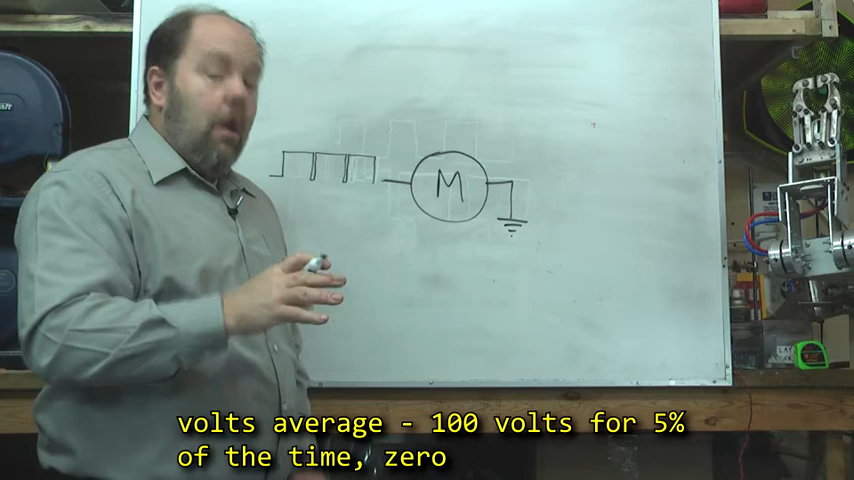 M
volts average - 100 volts for 5%
of the time, zero